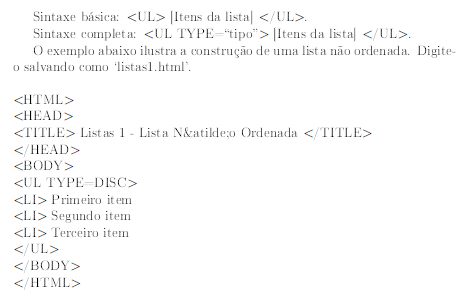 Sintaxe básica: <UL> |Itens da lista| </UL>.
Sintaxe completa: <UL TYPE=“tipo”> |Itens da lista| </UL>.
O exemplo abaixo ilustra a construção de uma lista não ordenada. Digite-
o salvando como ‘listas1.html’.
<HTML>
<HEAD>
<TITLE> Listas 1 - Lista N&atilde;o Ordenada </TITLE>
</HEAD>
<BODY>
<UL TYPE=DISC>
<LI> Primeiro item
<LI> Segundo item
<LI> Terceiro item
</UL>
</BODY>
</HTML>